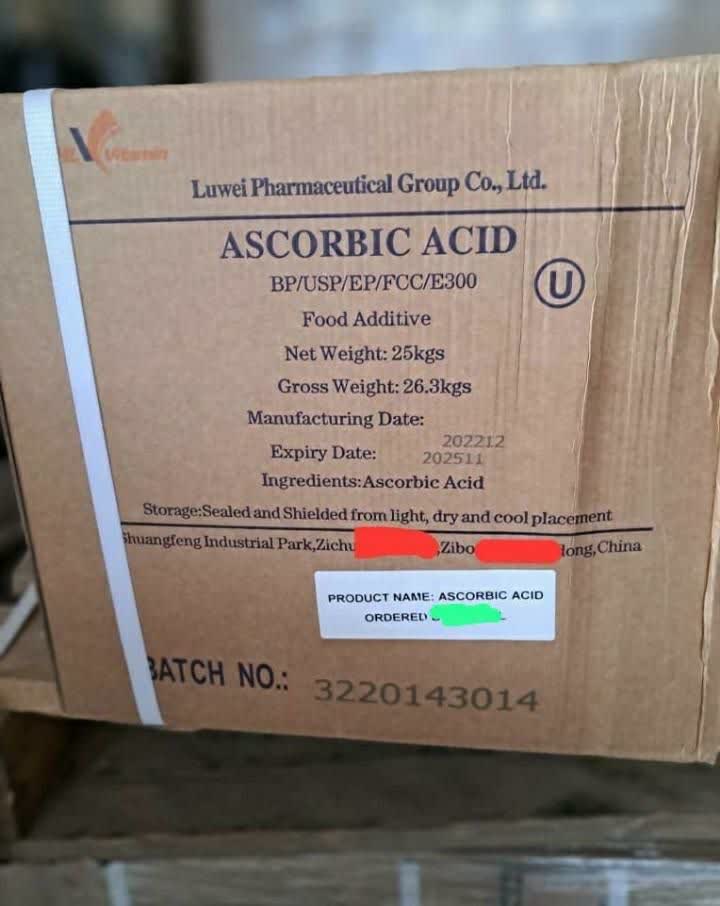 Vitamin
Luwei Pharmaceutical Group Co., Ltd.
ASCORBIC ACID
BP/USP/EP/FCC/E300
U
Food Additive
Net Weight: 25kgs
Gross Weight: 26.3kgs
Manufacturing Date:
202212
Expiry Date:
202511
Ingredients:Ascorbic Acid
Storage:Sealed and Shielded from light, dry and cool placement
Shuangfeng Industrial Park,Zichu ,Zibo dong,China
PRODUCT NAME: ASCORBIC ACID
ORDERED
BATCH NO.: 3220143014